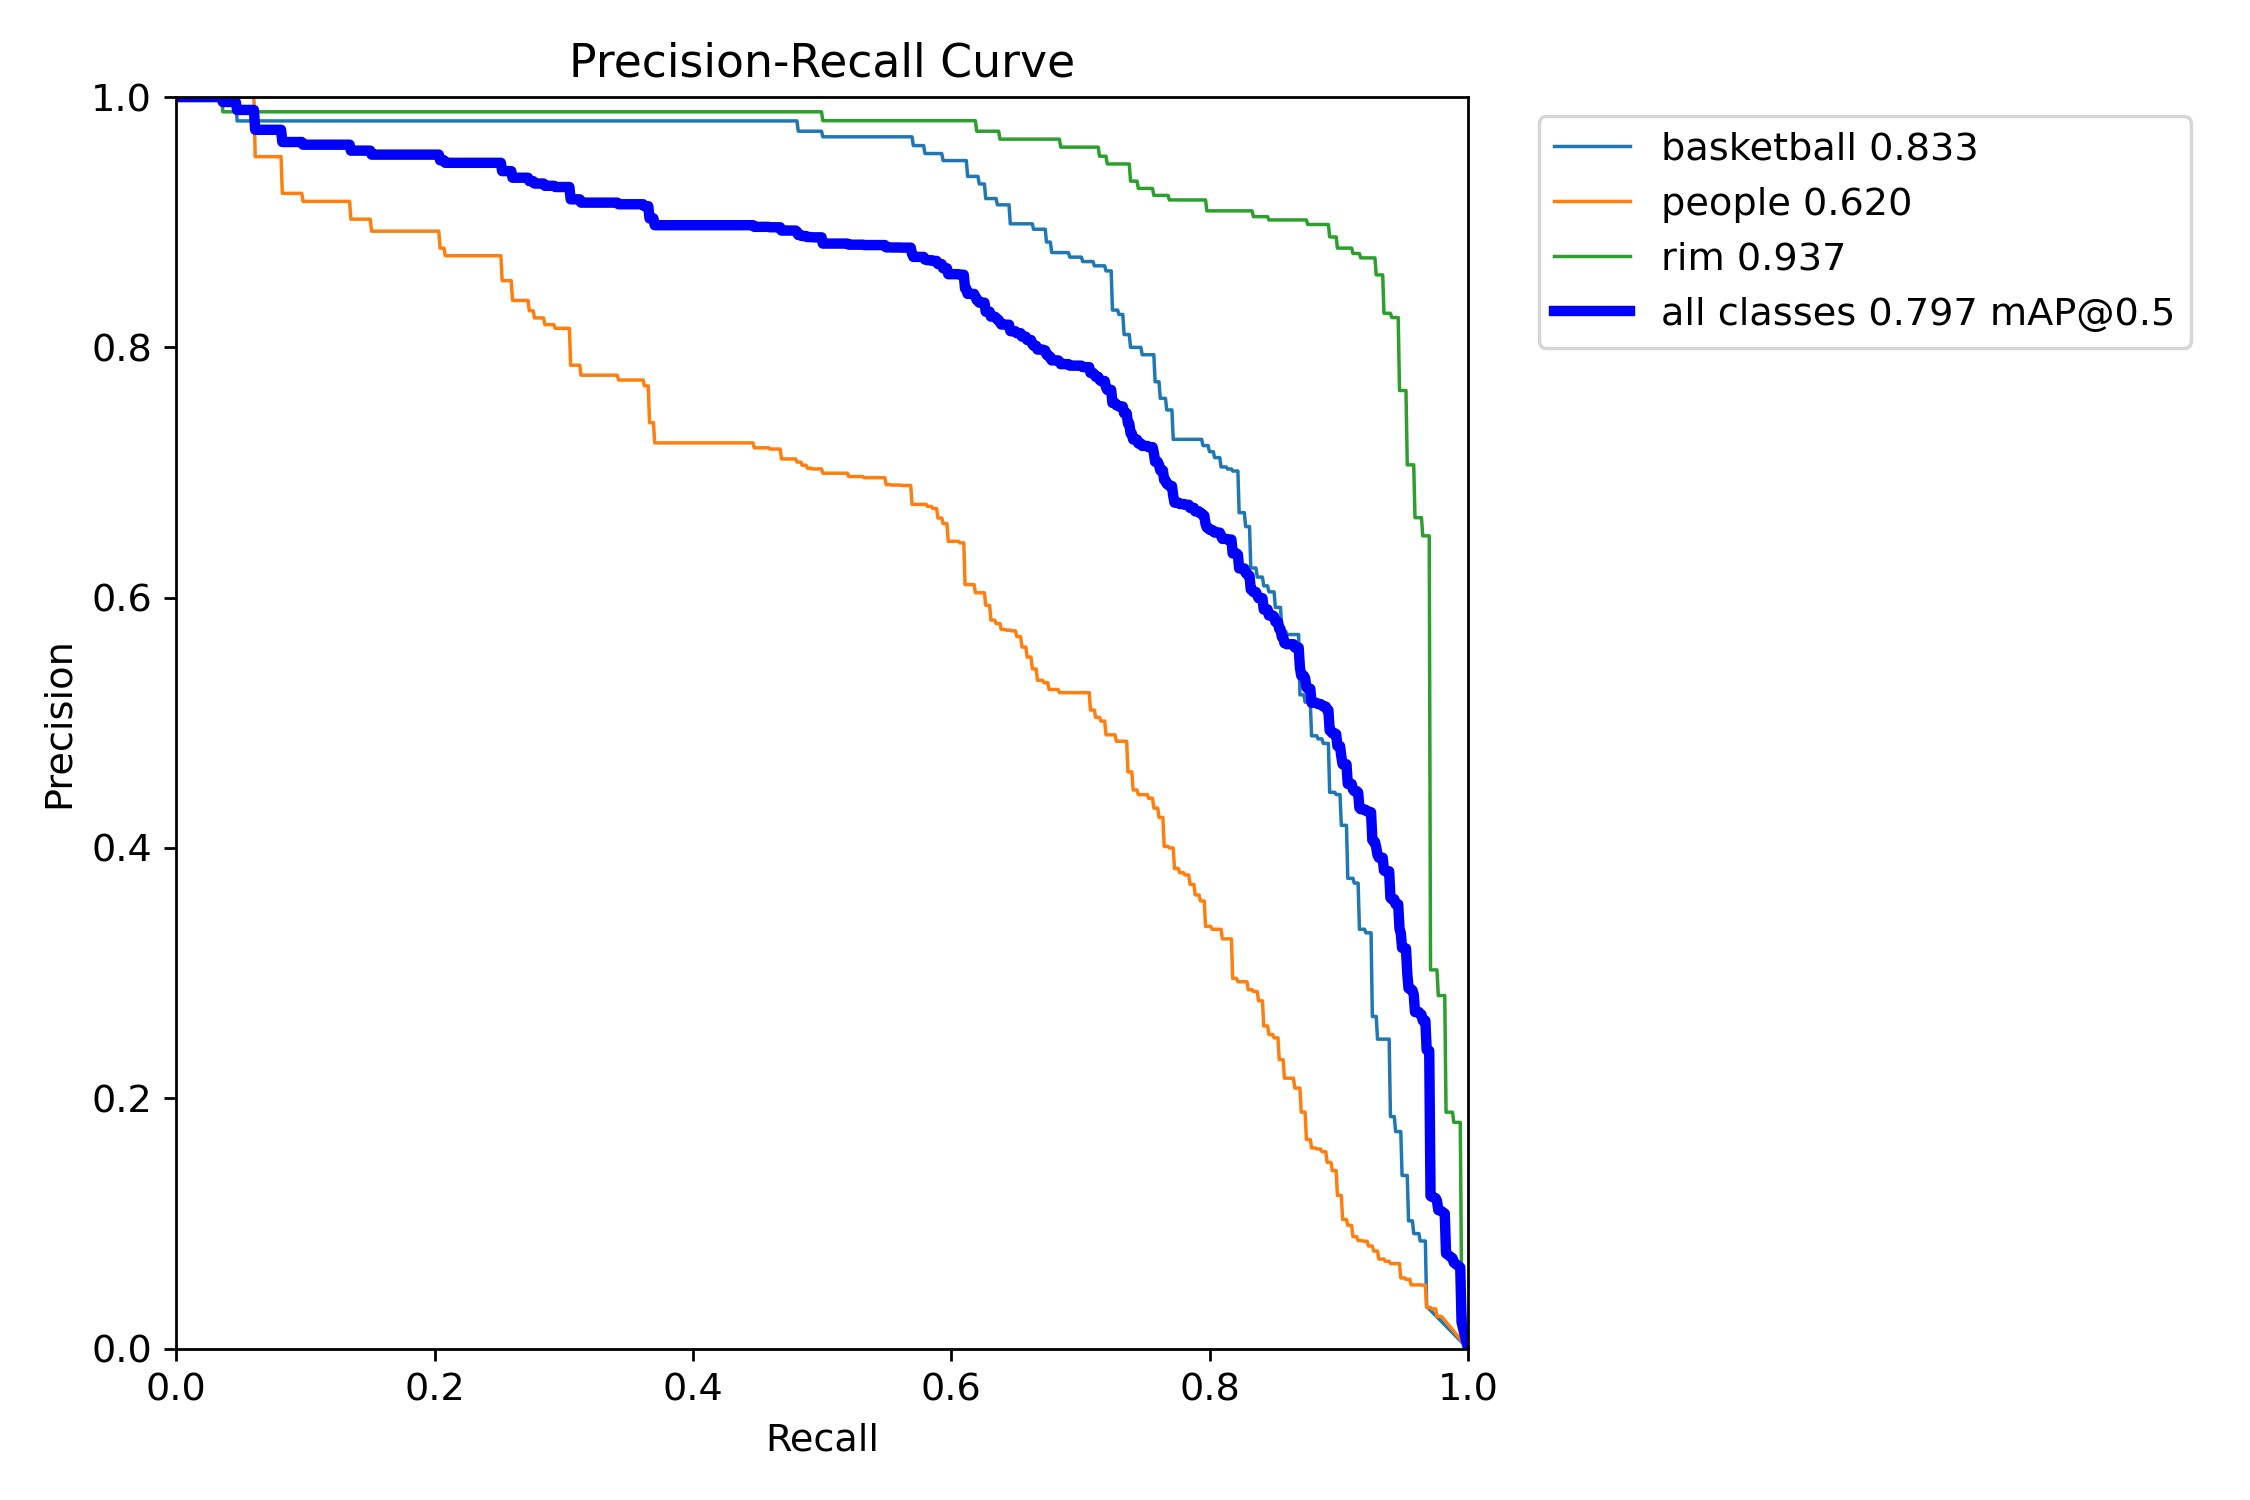 Precision-Recall Curve
1.0
0.8
0.6
0.4
0.2
0.0
Precision
0.0 0.2 0.4 0.6 0.8 1.0
Recall
basketball 0.833
people 0.620
rim 0.937
all classes 0.797 mAP@0.5